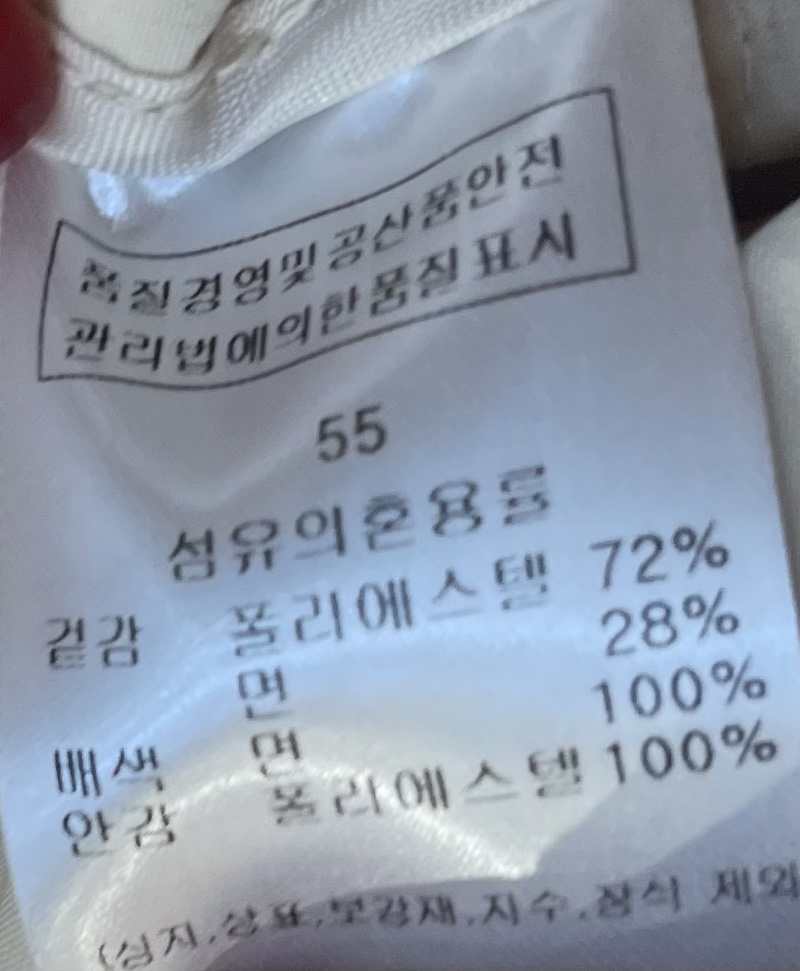 품질경영및공산품안전
관리법에의한품질표시
55
섬유의혼용률
겉감 폴리에스텔 72%
면 28%
배색 면 100%
안감 폴리에스텔 100%
(심지,상표,보강재,자수,장식 제외